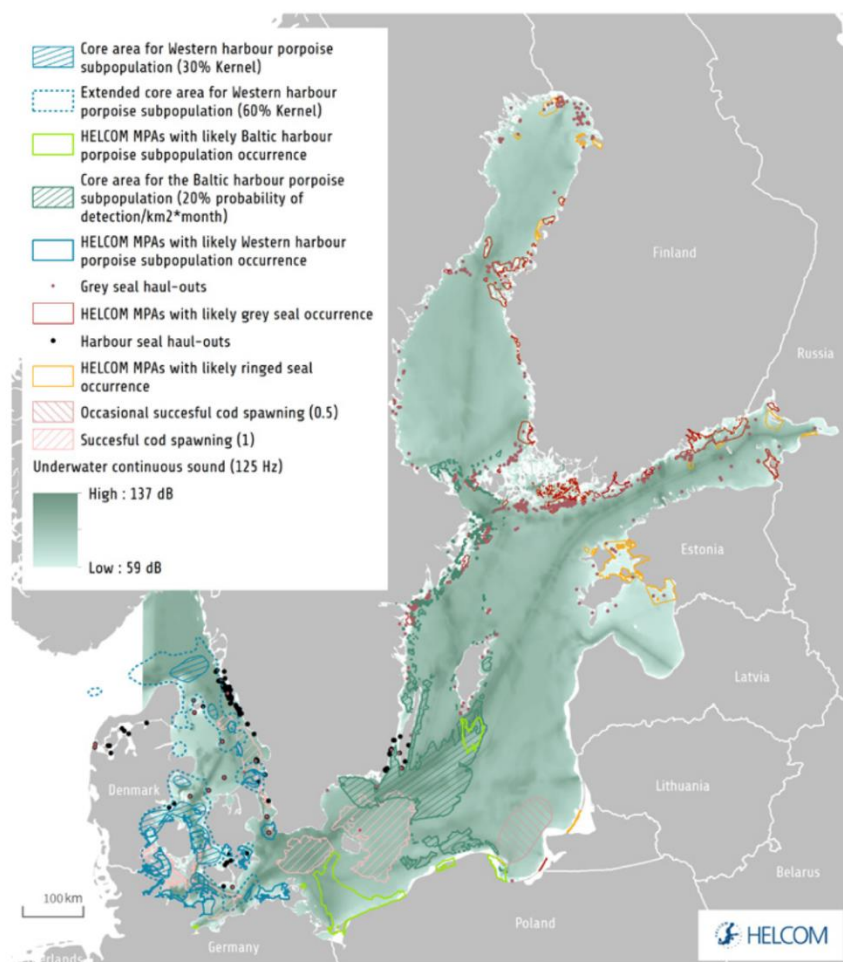 Core area for Western harbour porpoise
subpopulation (30% Kernel)
Extended core area for Western harbour
porpoise subpopulation (60% Kernel)
HELCOM MPAs with likely Baltic harbour
porpoise subpopulation occurrence
Core area for the Baltic harbour porpoise
subpopulation (20% probability of
detection/km2*month)
HELCOM MPAs with likely Western harbour
porpoise subpopulation occurrence
Grey seal haul-outs
HELCOM MPAs with likely grey seal occurrence
Harbour seal haul-outs
HELCOM MPAs with likely ringed seal
occurrence
Occasional succesful cod spawning (0.5)
Succesful cod spawning (1)
Underwater continuous sound (125 Hz)
High : 137 dB
Low : 59 dB
Finland
Russia
Estonia
Latvia
Lithuania
Denmark
Belarus
100 km
Poland
Germany
erlands
HELCOM